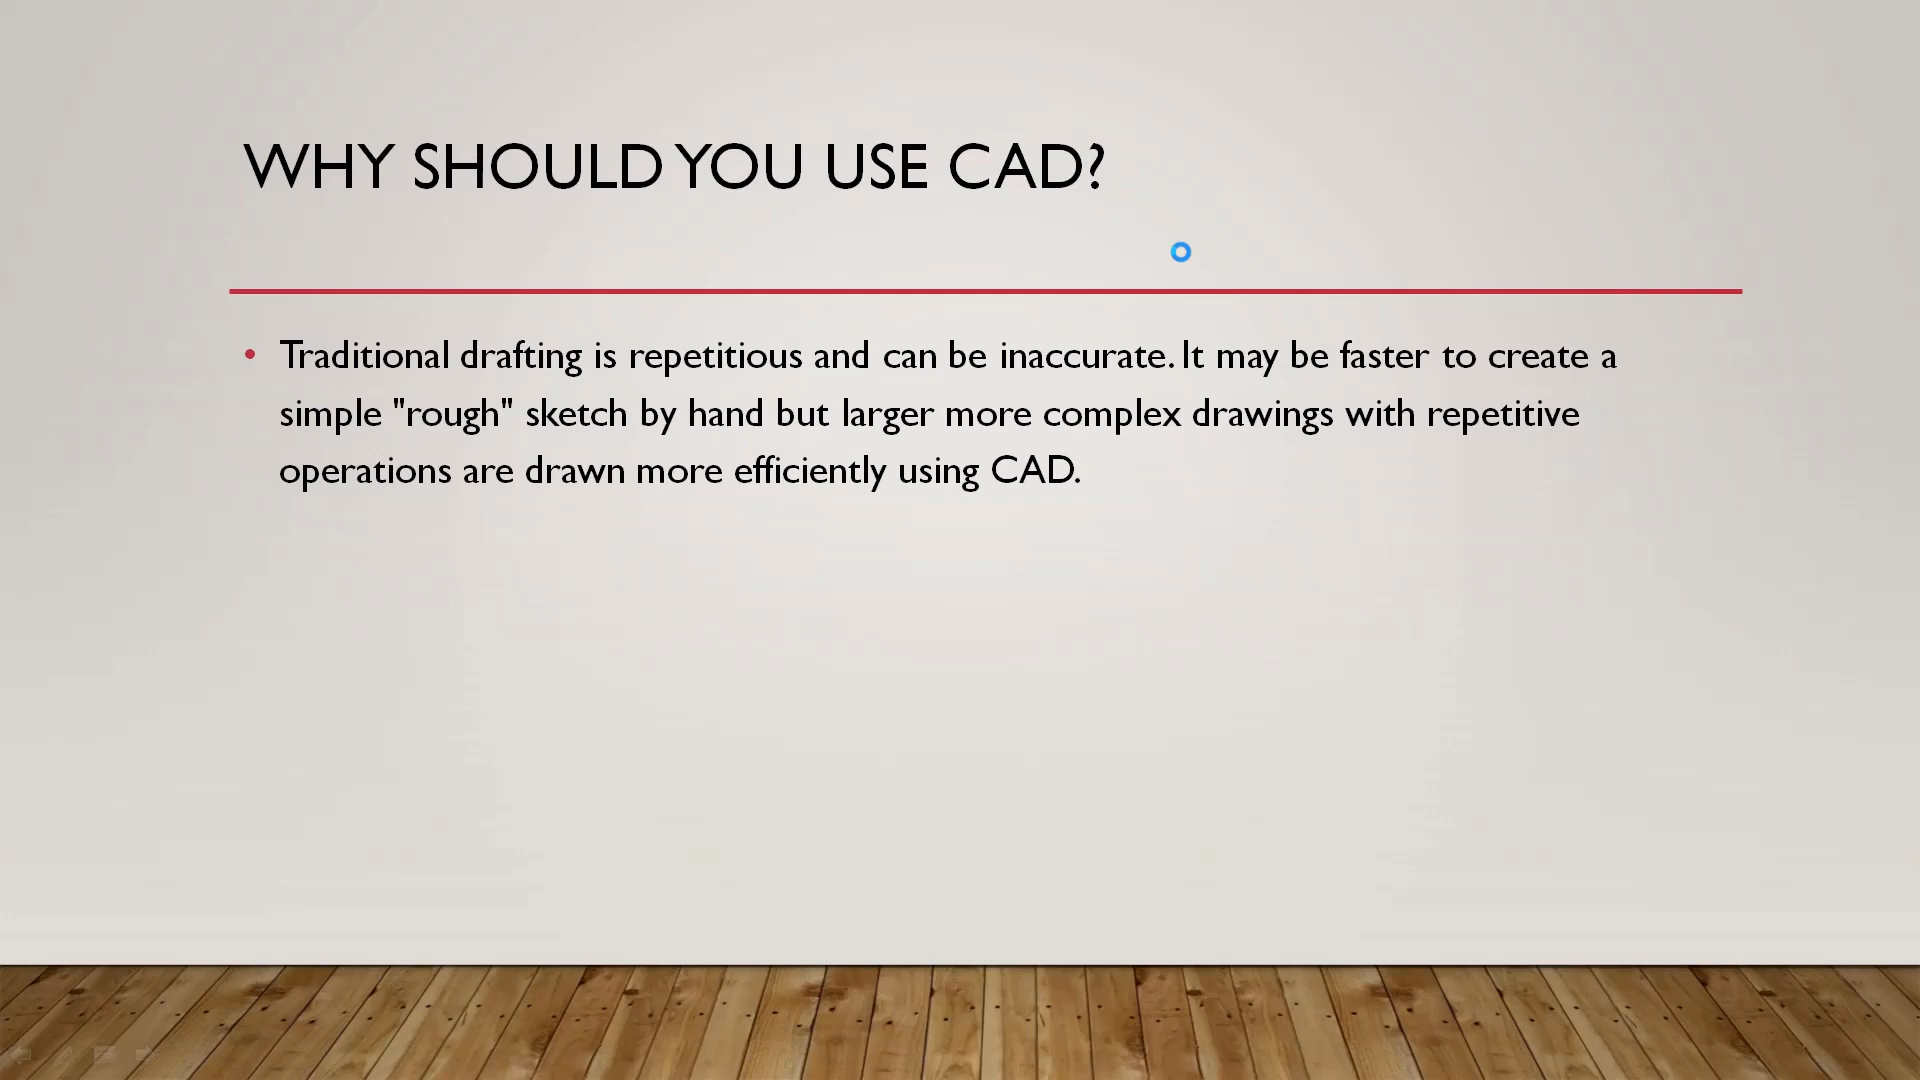 WHY SHOULD YOU USE CAD?
• Traditional drafting is repetitious and can be inaccurate. It may be faster to create a
simple "rough" sketch by hand but larger more complex drawings with repetitive
operations are drawn more efficiently using CAD.